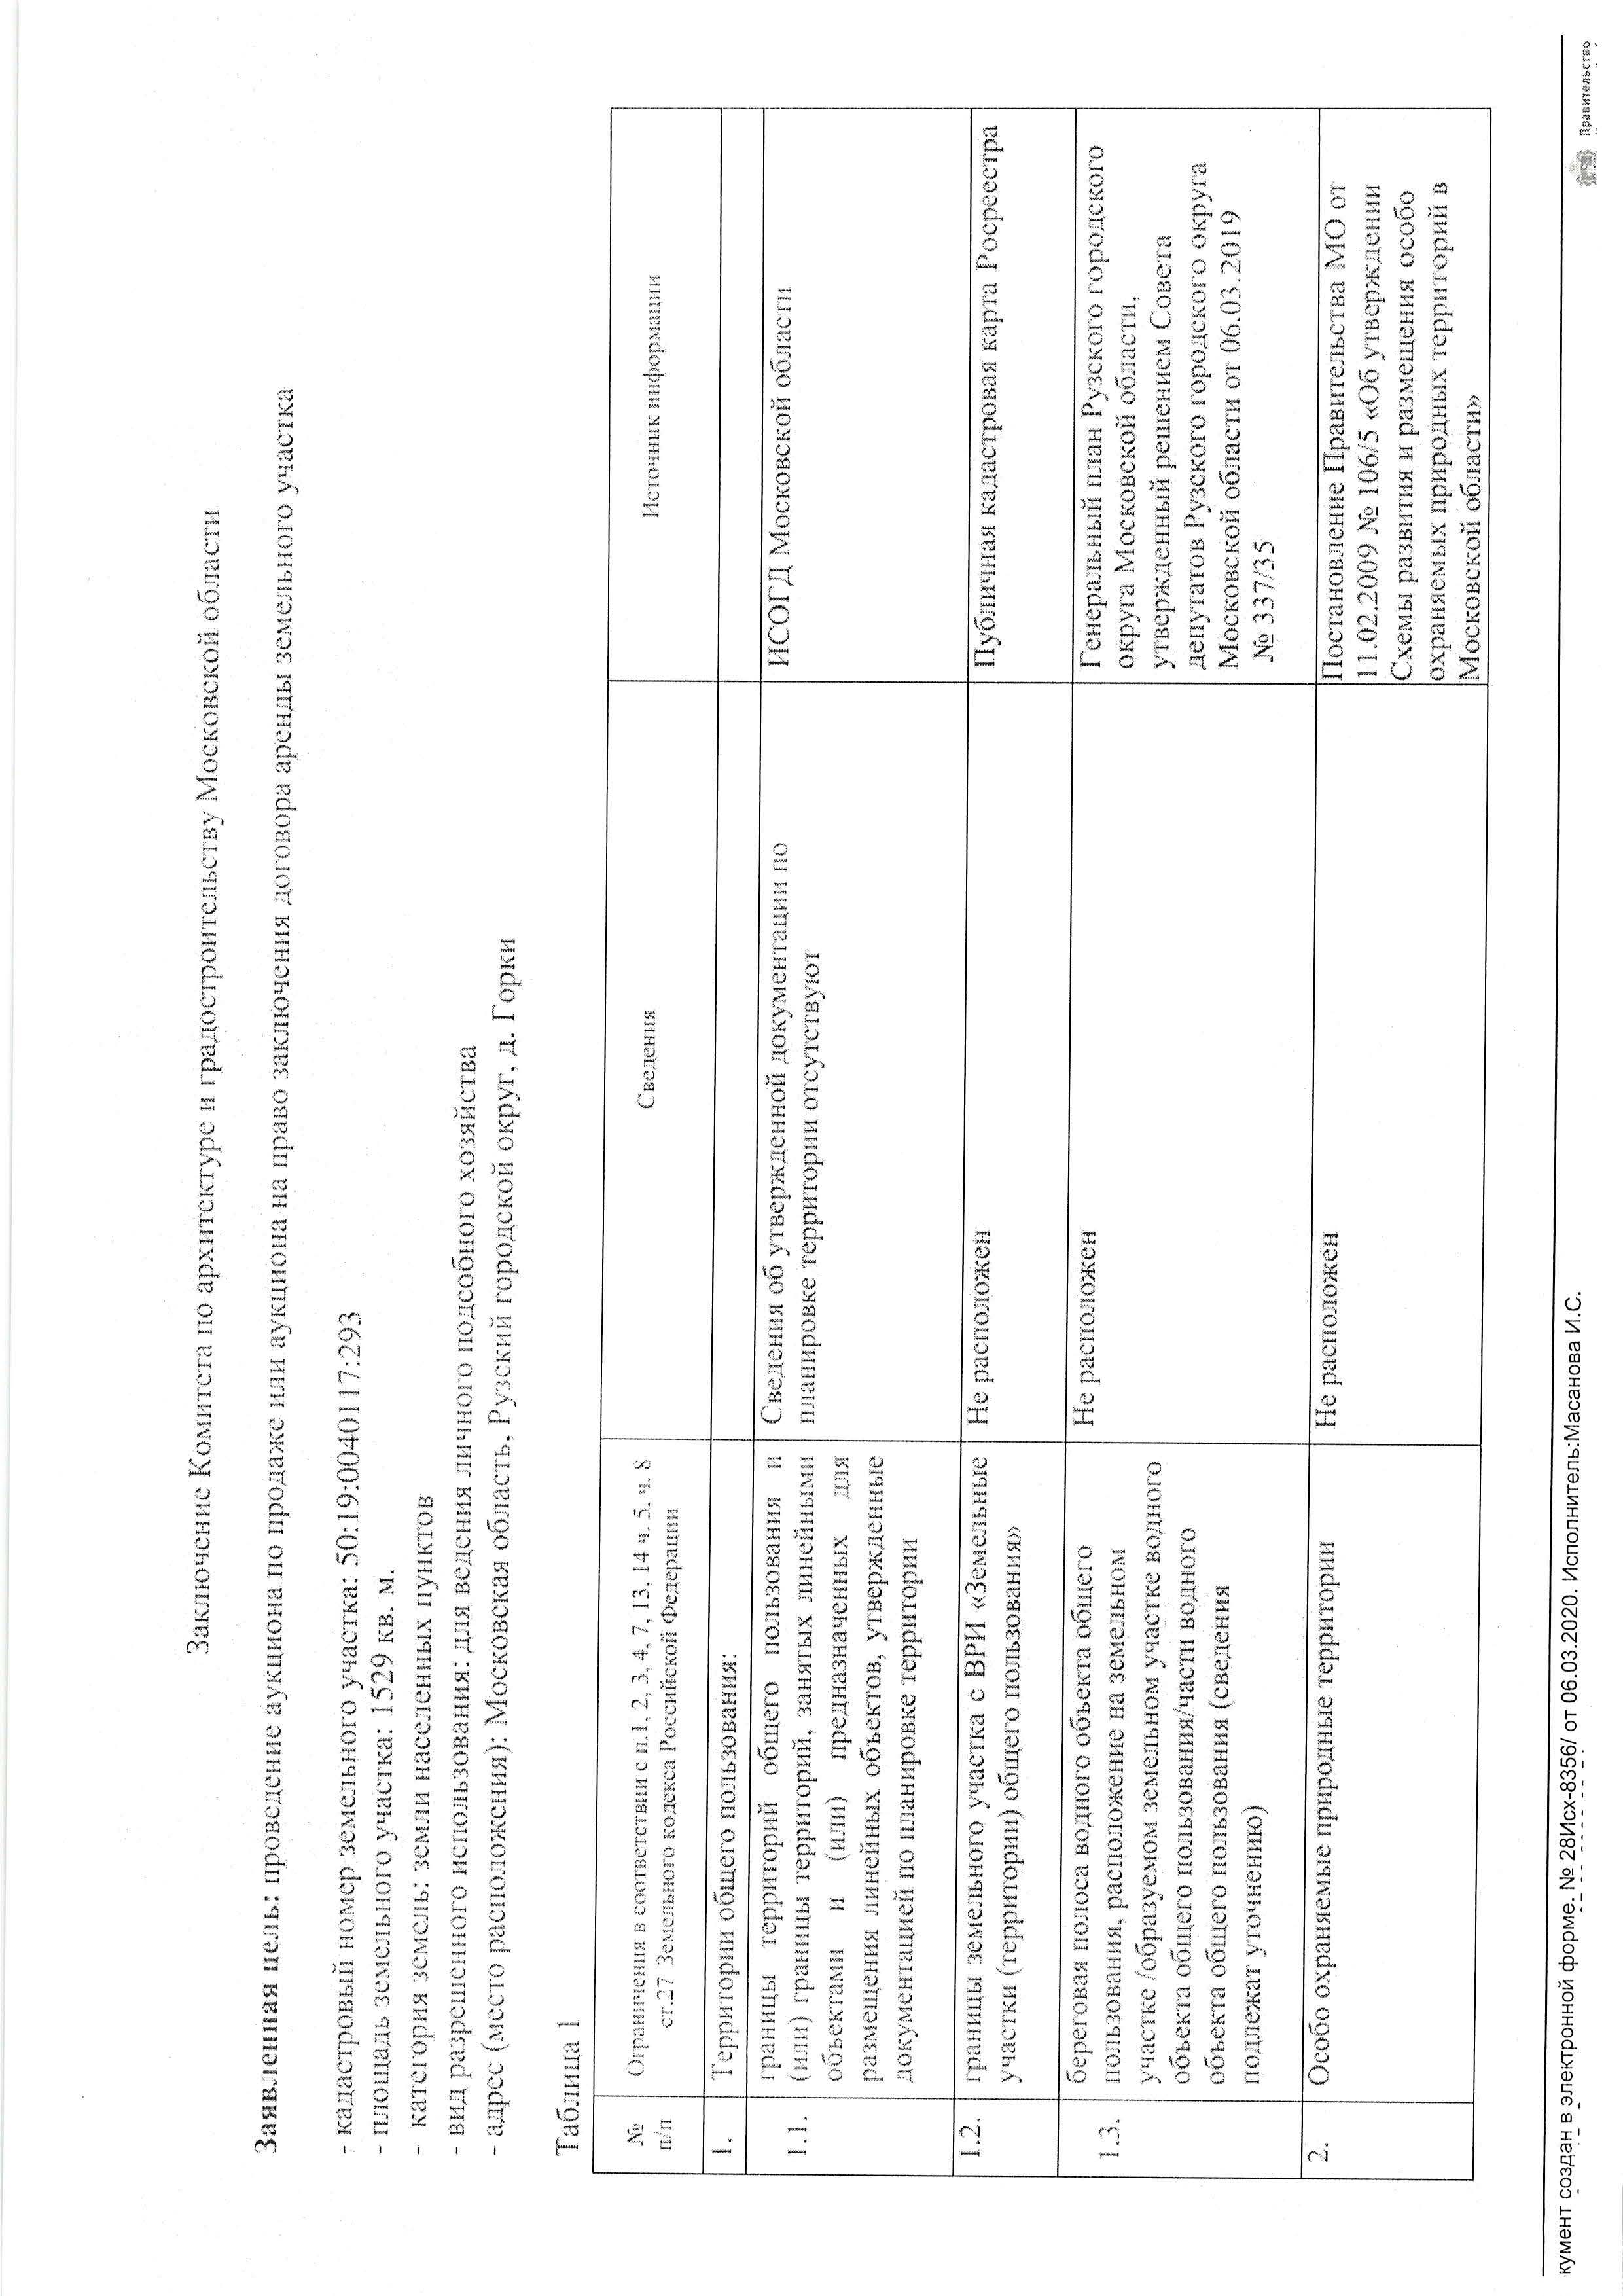 Заключение Комитета по архитектуре и градостроительству Московской области
Заявленная цель: проведение аукциона по продаже или аукциона на право заключения договора аренды земельного участка
- кадастровый номер земельного участка: 50:19:0040117:293
- площадь земельного участка: 1529 кв. м.
- категория земель: земли населенных пунктов
- вид разрешенного использования: для ведения личного подсобного хозяйства
- адрес (место расположения): Московская область, Рузский городской округ, д. Горки
Таблица 1
№ п/п
Ограничения в соответствии с п.1, 2, 3, 4, 7, 13, 14 ч. 5. ч. 8
ст.27 Земельного кодекса Российской Федерации
Сведения
Источник информации
1.
Территории общего пользования:
1.1.
границы территорий общего пользования и
(или) границы территорий, занятых линейными
объектами и (или) предназначенных для
размещения линейных объектов, утвержденные
документацией по планировке территории
Сведения об утвержденной документации по
планировке территории отсутствуют
ИСОГД Московской области
1.2.
границы земельного участка с ВРИ «Земельные
участки (территории) общего пользования»
Не расположен
Публичная кадастровая карта Росреестра
1.3.
береговая полоса водного объекта общего
пользования, расположение на земельном
участке /образуемом земельном участке водного
объекта общего пользования/части водного
объекта общего пользования (сведения
подлежат уточнению)
Не расположен
Генеральный план Рузского городского
округа Московской области,
утвержденный решением Совета
депутатов Рузского городского округа
Московской области от 06.03.2019
№ 337/35
2.
Особо охраняемые природные территории
Не расположен
Постановление Правительства МО от
11.02.2009 № 106/5 «Об утверждении
Схемы развития и размещения особо
охраняемых природных территорий в
Московской области»
кумент создан в электронной форме. № 28Исх-8356/ от 06.03.2020. Исполнитель:Масанова И.С.
Правительство